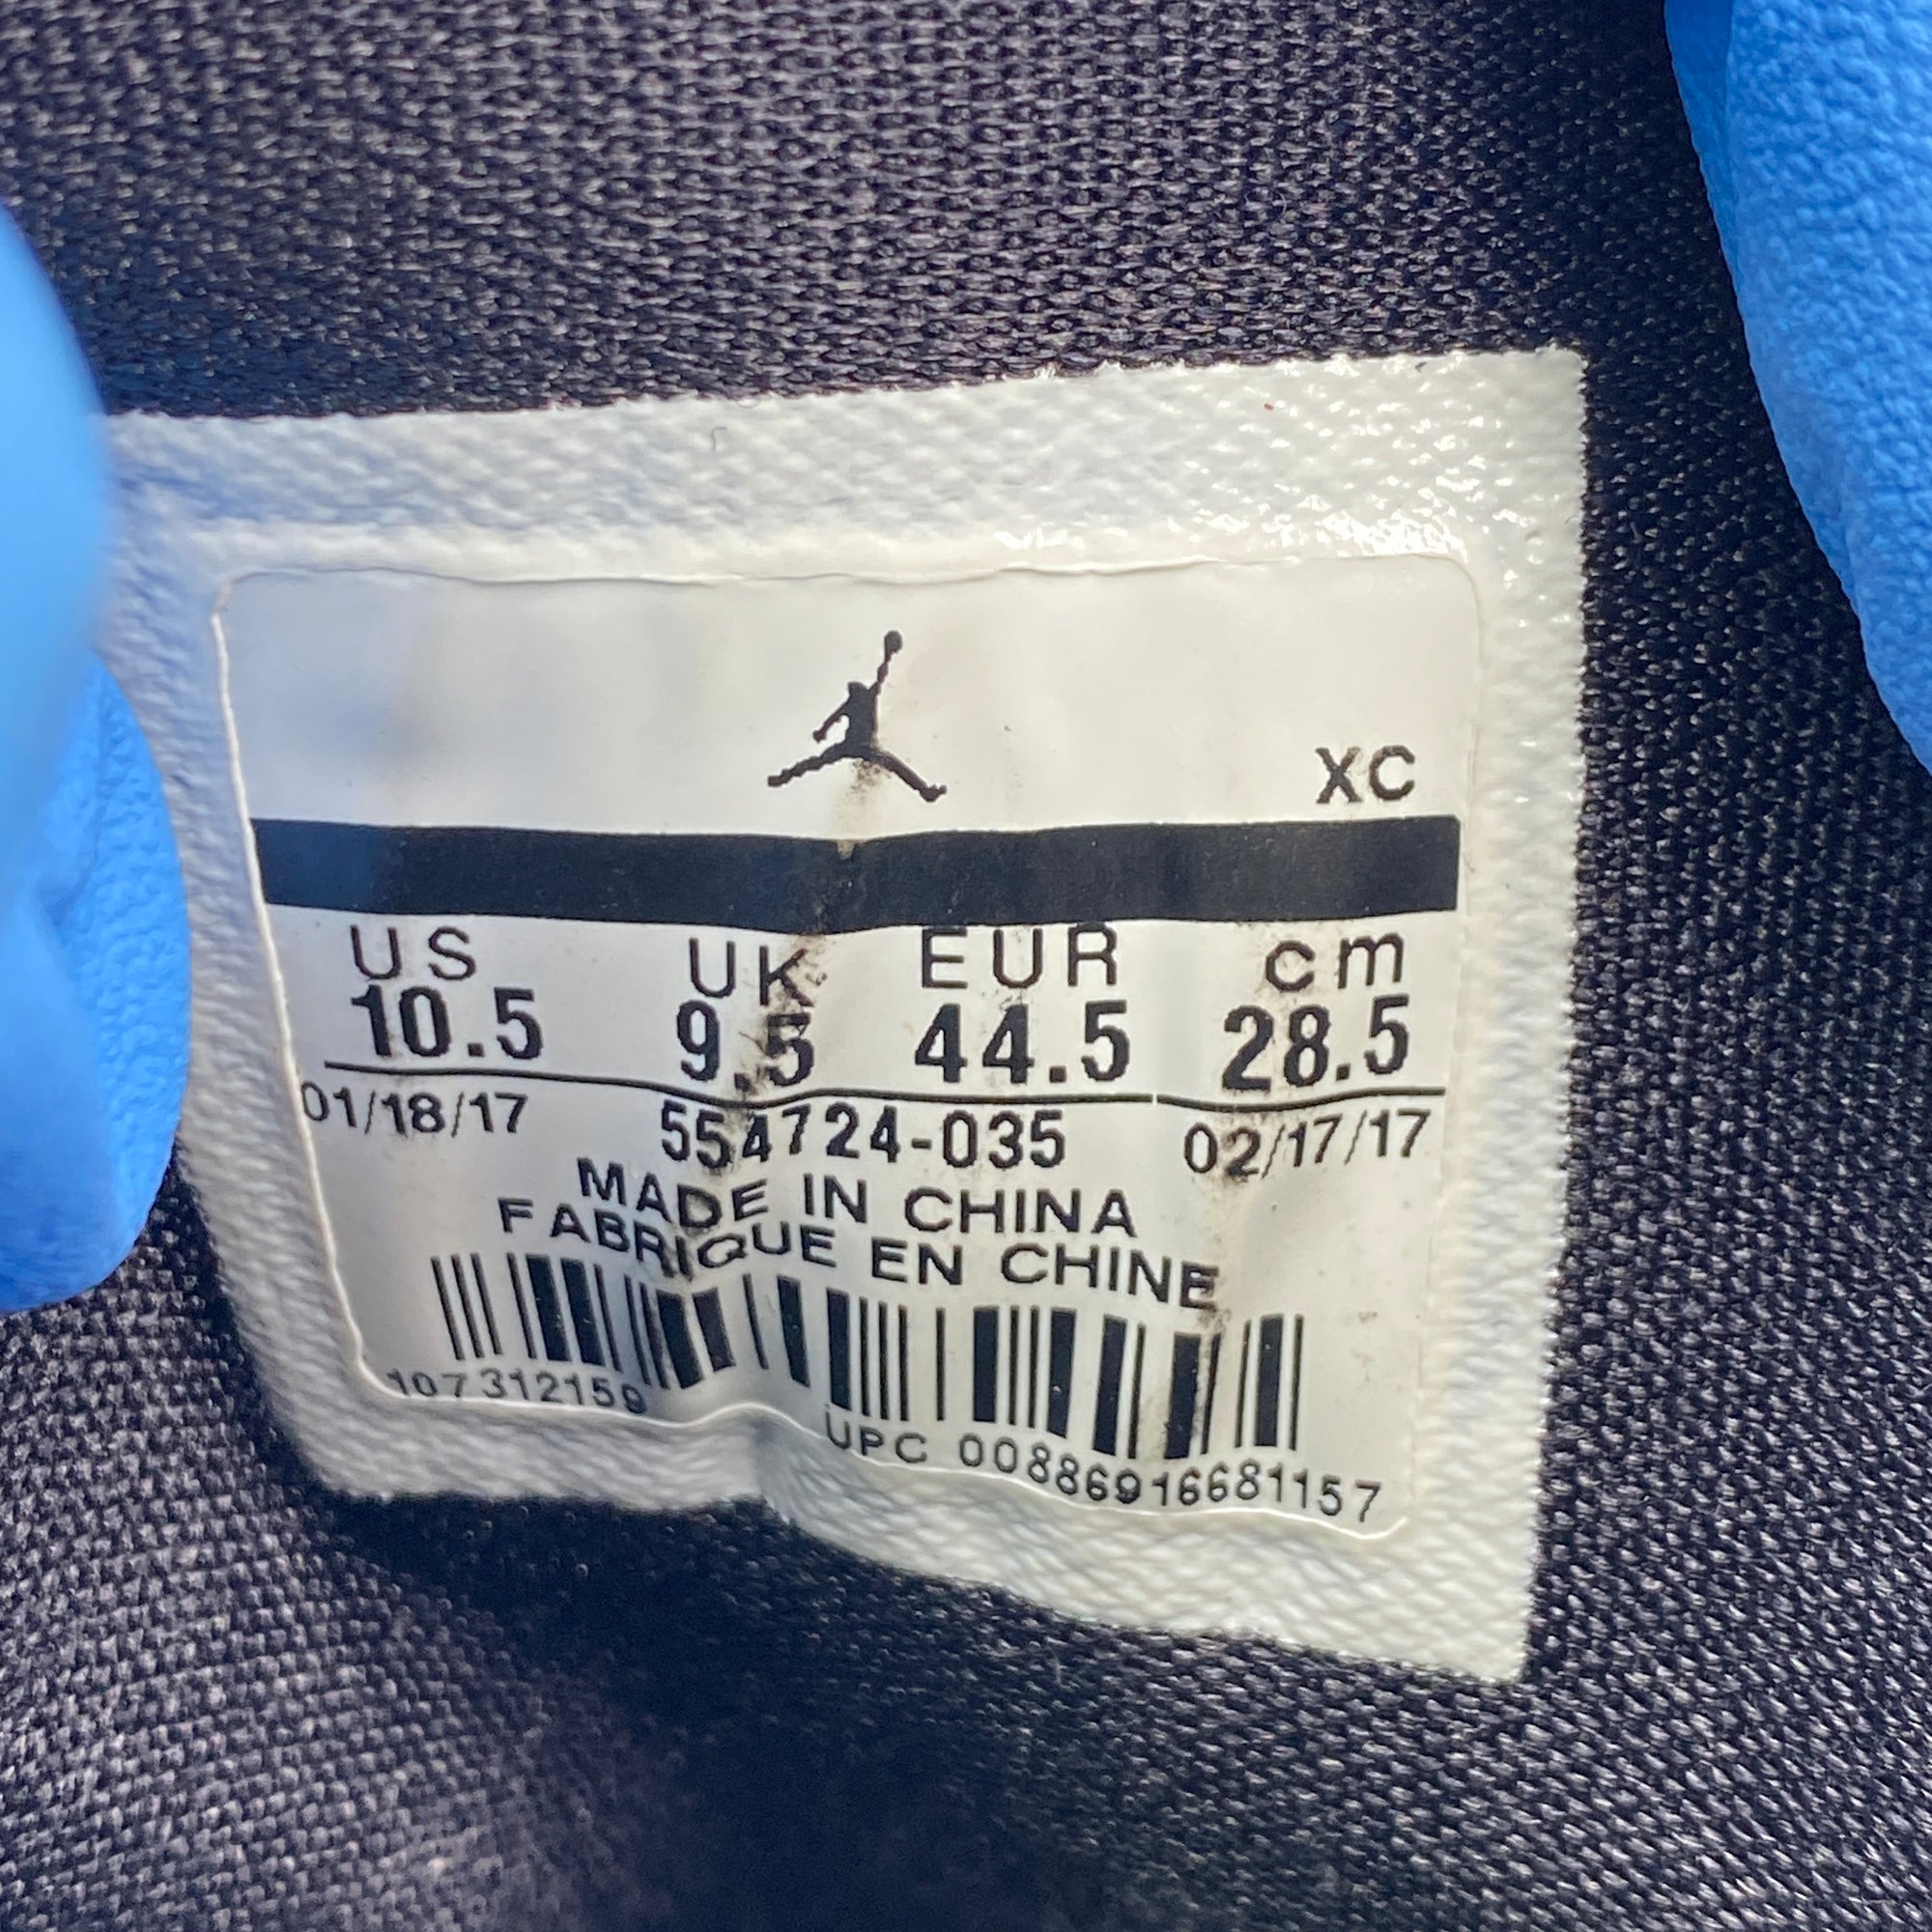 XC
US UK EUR cm
10.5 9.5 44.5 28.5
01/18/17 554724-035 02/17/17
MADE IN CHINA
FABRIQUE EN CHINE
107312159
UPC 00886916681157